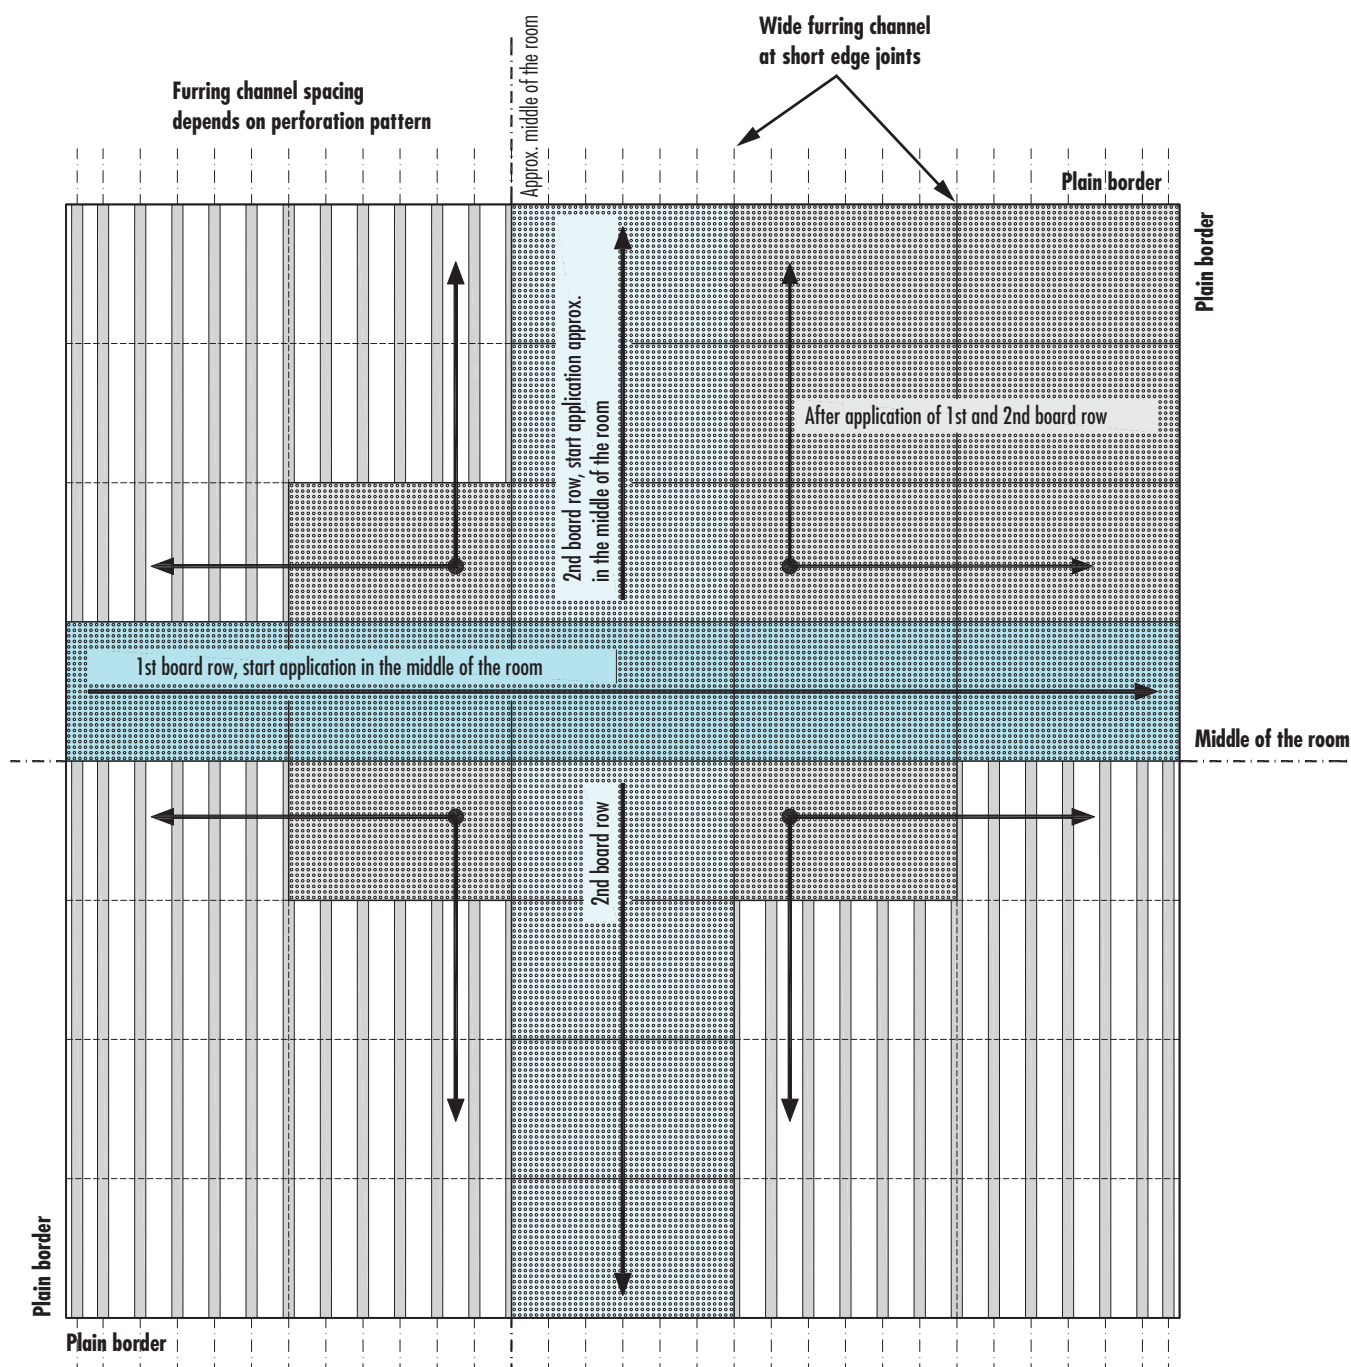 Wide furring channel
at short edge joints
Furring channel spacing
depends on perforation pattern
Approx. middle of the room
Plain border
Plain border
2nd board row, start application approx.
in the middle of the room
After application of 1st and 2nd board row
1st board row, start application in the middle of the room
Middle of the room
2nd board row
Plain border
Plain border